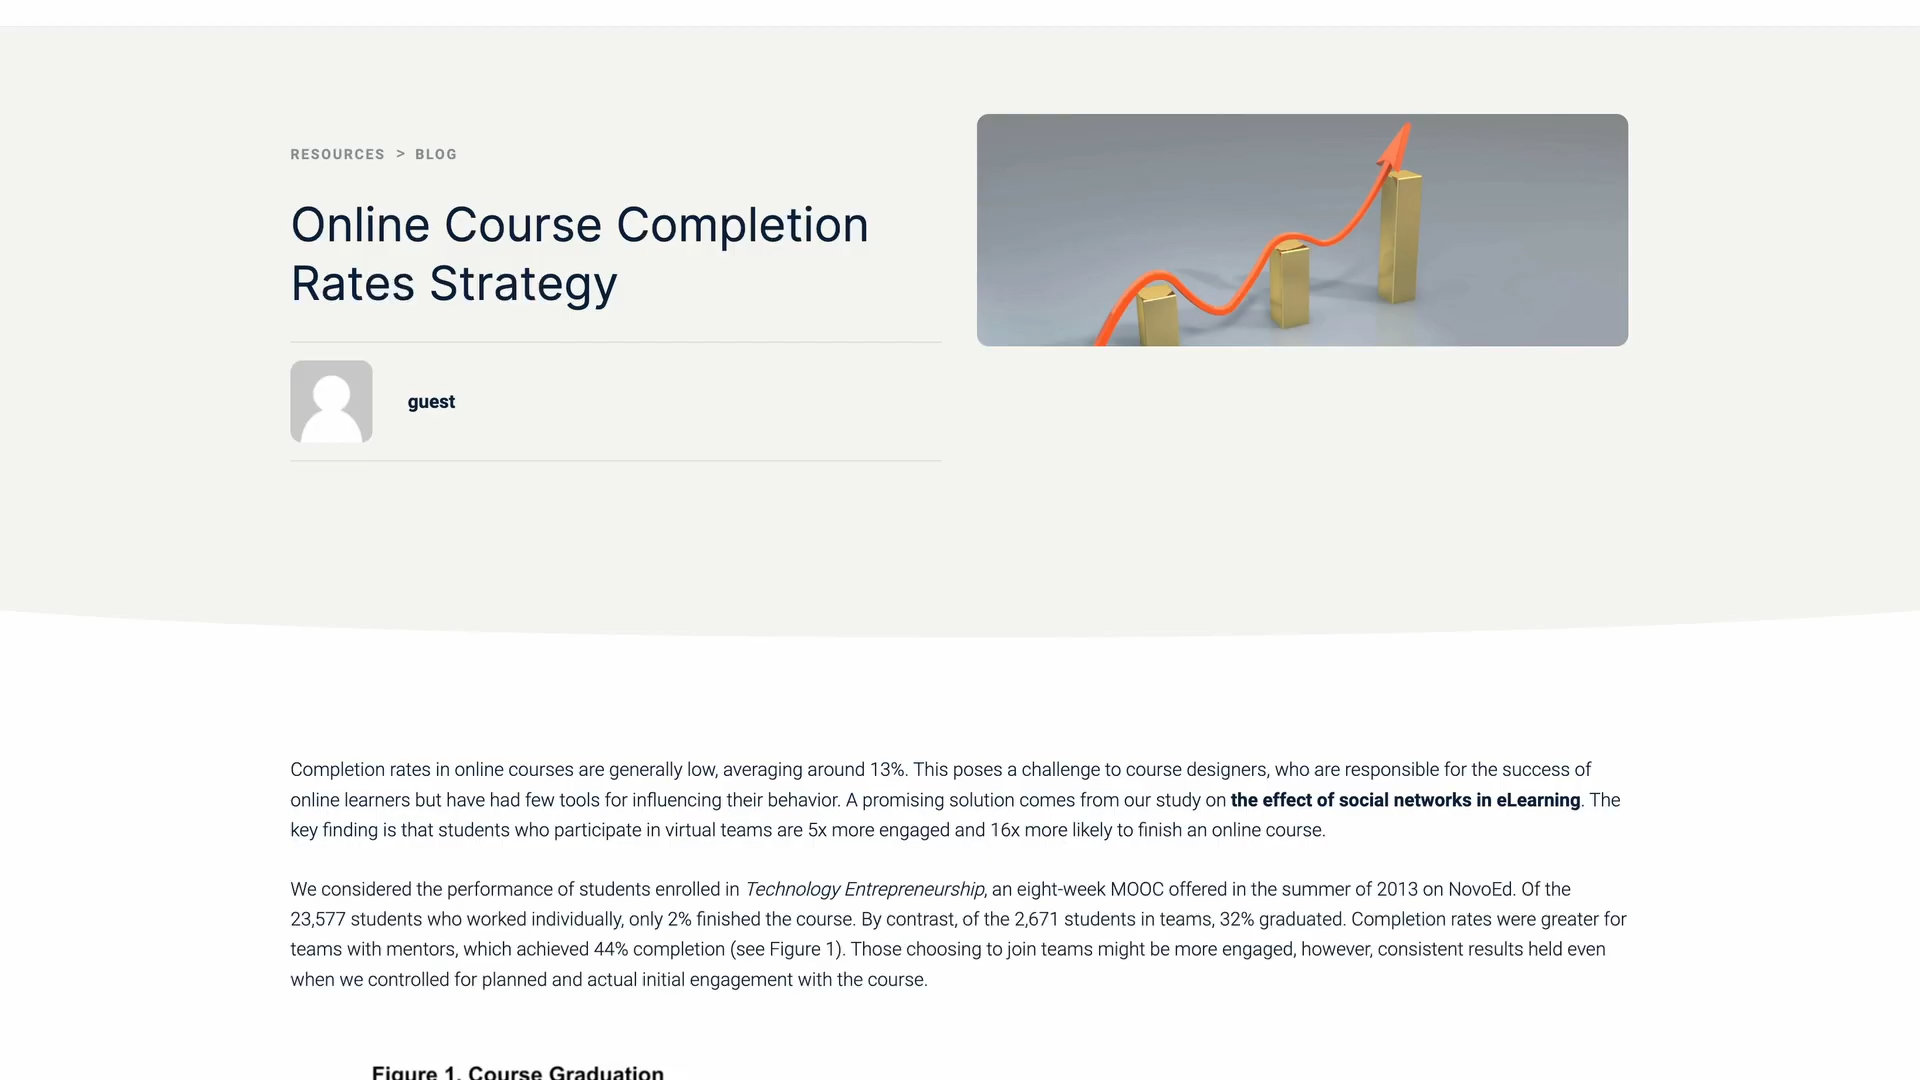 RESOURCES > BLOG
Online Course Completion
Rates Strategy
guest
Completion rates in online courses are generally low, averaging around 13%. This poses a challenge to course designers, who are responsible for the success of
online learners but have had few tools for influencing their behavior. A promising solution comes from our study on the effect of social networks in eLearning. The
key finding is that students who participate in virtual teams are 5x more engaged and 16x more likely to finish an online course.
We considered the performance of students enrolled in Technology Entrepreneurship, an eight-week MOOC offered in the summer of 2013 on NovoEd. Of the
23,577 students who worked individually, only 2% finished the course. By contrast, of the 2,671 students in teams, 32% graduated. Completion rates were greater for
teams with mentors, which achieved 44% completion (see Figure 1). Those choosing to join teams might be more engaged, however, consistent results held even
when we controlled for planned and actual initial engagement with the course.
Figure 1. Course Graduation